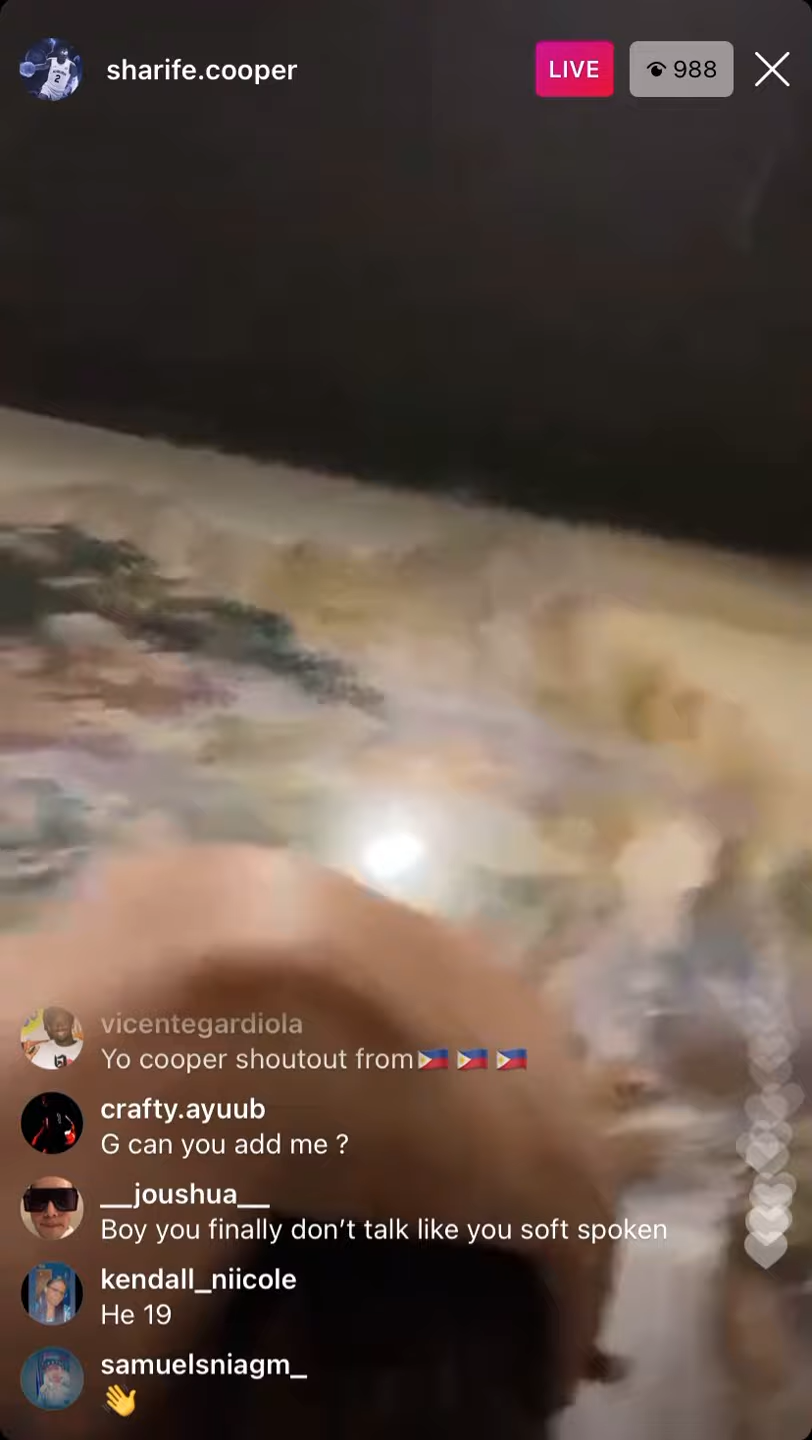 sharife.cooper
LIVE
988
vicentegardiola
Yo cooper shoutout from🇵🇭 🇵🇭 🇵🇭
crafty.ayuub
G can you add me ?
__joushua__
Boy you finally don’t talk like you soft spoken
kendall_niicole
He 19
samuelsniagm_
👋